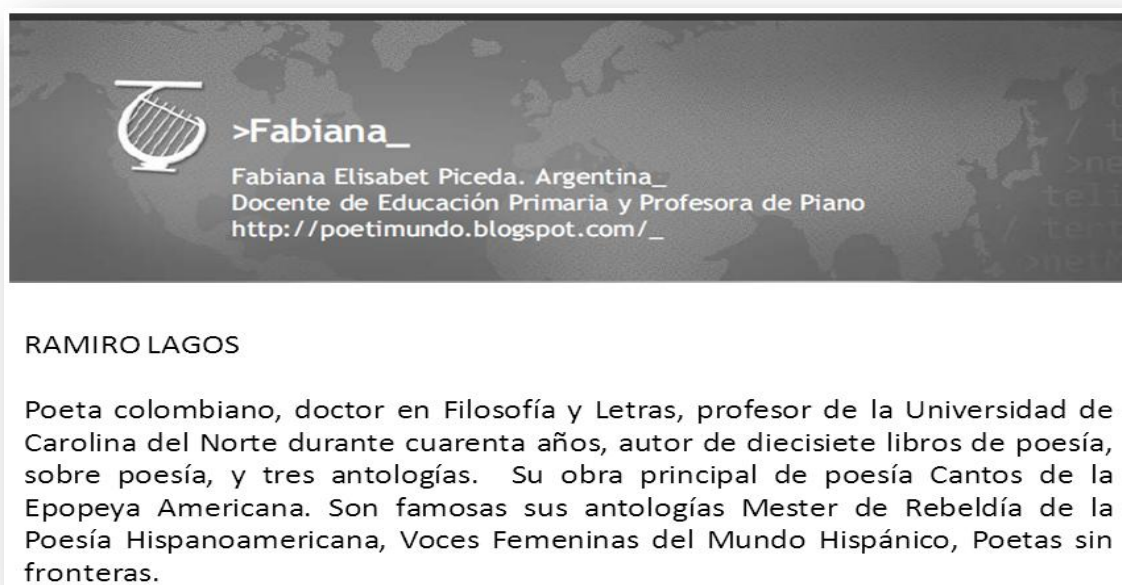 >Fabiana_
Fabiana Elisabet Piceda. Argentina_
Docente de Educación Primaria y Profesora de Piano
http://poetimundo.blogspot.com/_
RAMIRO LAGOS
Poeta colombiano, doctor en Filosofía y Letras, profesor de la Universidad de
Carolina del Norte durante cuarenta años, autor de diecisiete libros de poesía,
sobre poesía, y tres antologías. Su obra principal de poesía Cantos de la
Epopeya Americana. Son famosas sus antologías Mester de Rebeldía de la
Poesía Hispanoamericana, Voces Femeninas del Mundo Hispánico, Poetas sin
fronteras.